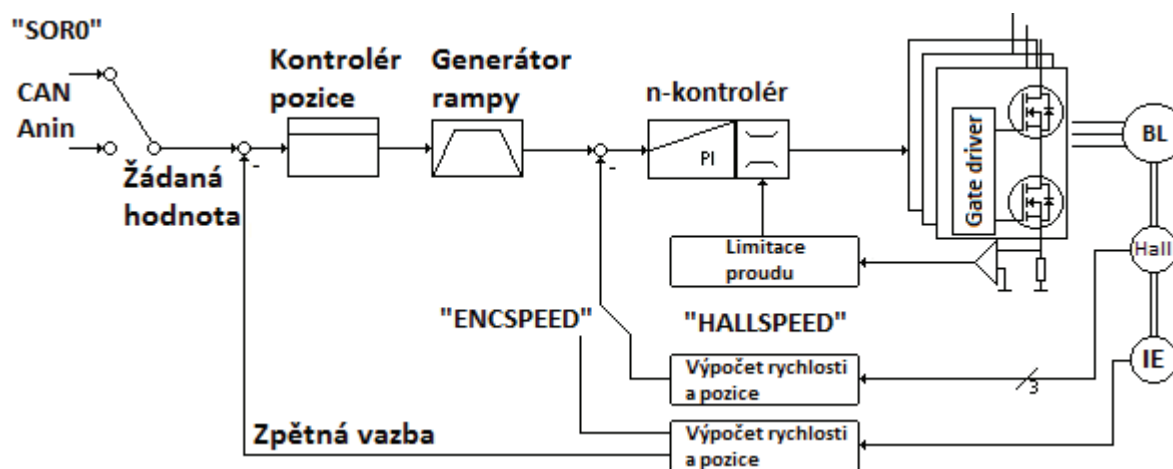 "SOR0"
CAN
Anin
Žádaná
hodnota
Kontrolér
pozice
Generátor
rampy
n-kontrolér
PI
-
-
Gate driver
BL
Limitace
proudu
Hall
"ENCSPEED"
"HALLSPEED"
Výpočet rychlosti
a pozice
3
IE
Zpětná vazba
Výpočet rychlosti
a pozice